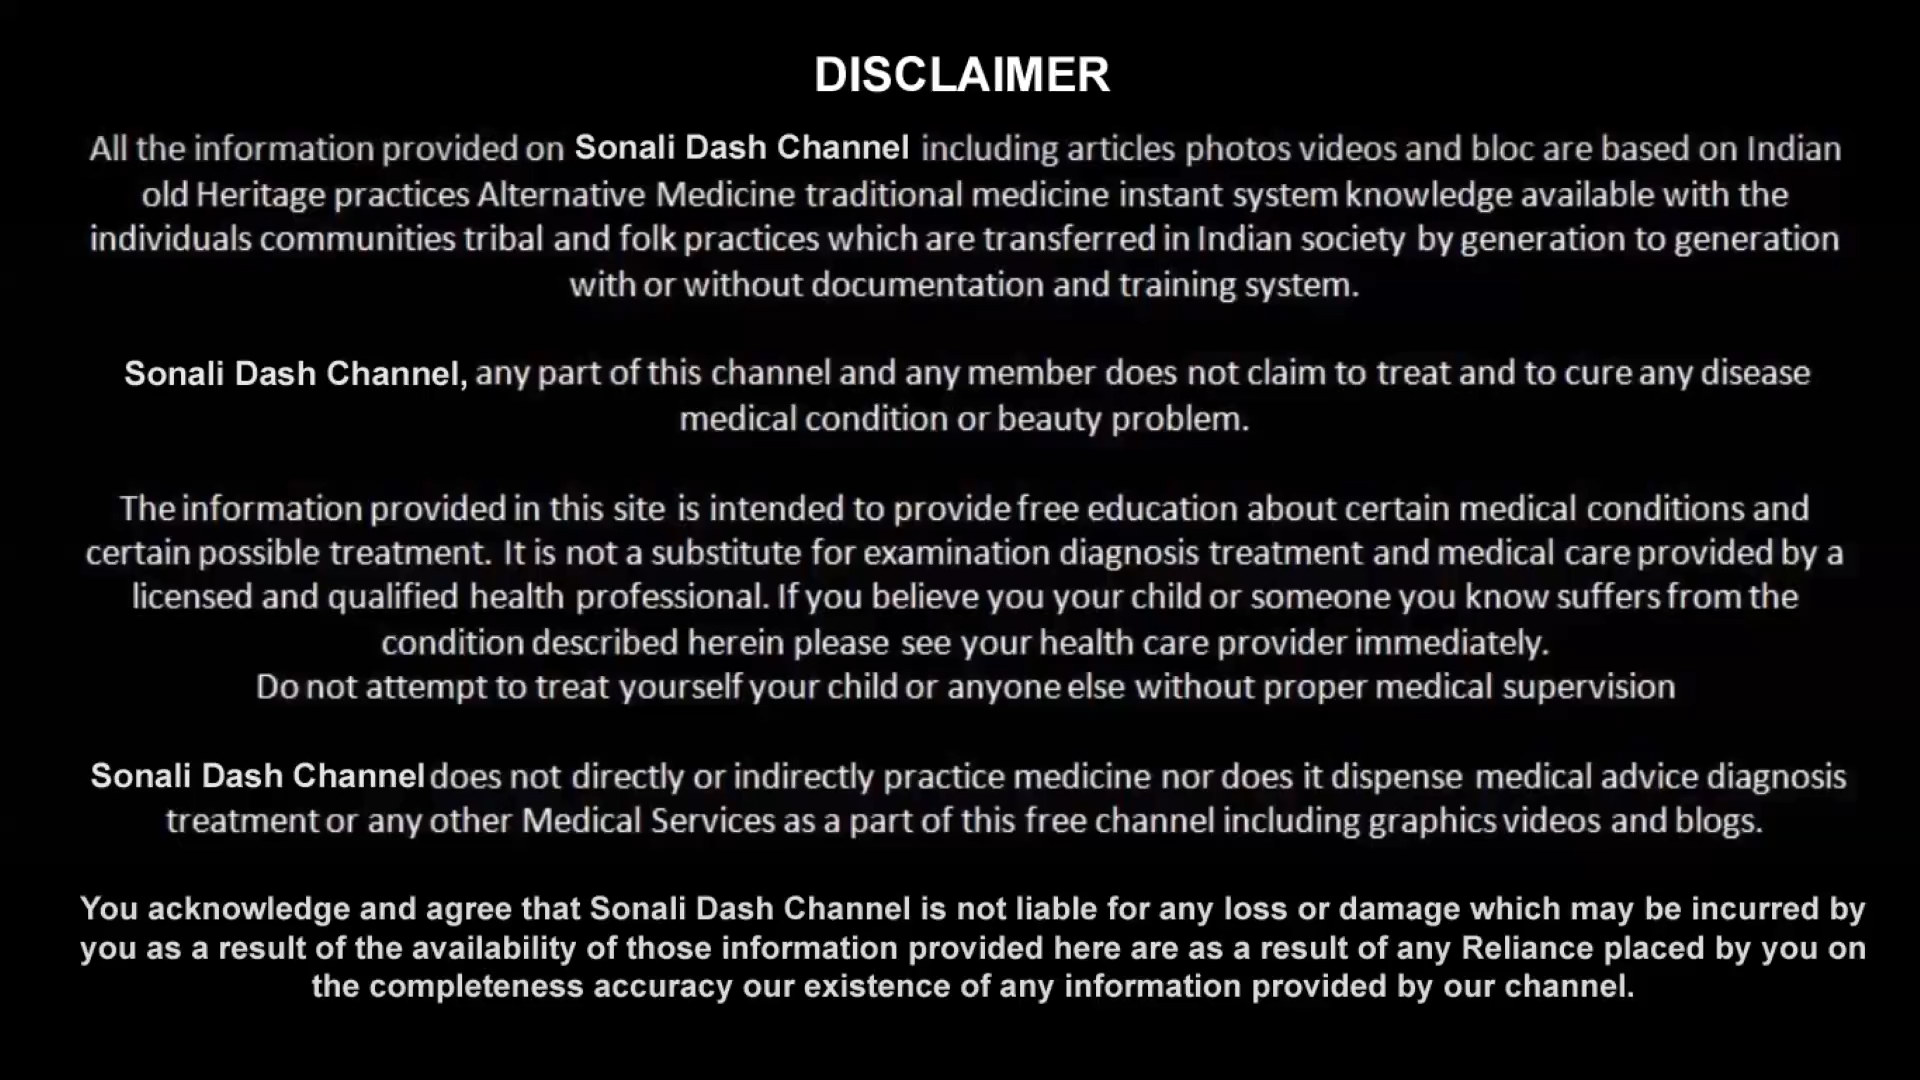 DISCLAIMER
All the information provided on Sonali Dash Channel including articles photos videos and bloc are based on Indian
old Heritage practices Alternative Medicine traditional medicine instant system knowledge available with the
individuals communities tribal and folk practices which are transferred in Indian society by generation to generation
with or without documentation and training system.
Sonali Dash Channel, any part of this channel and any member does not claim to treat and to cure any disease
medical condition or beauty problem.
The information provided in this site is intended to provide free education about certain medical conditions and
certain possible treatment. It is not a substitute for examination diagnosis treatment and medical care provided by a
licensed and qualified health professional. If you believe you your child or someone you know suffers from the
condition described herein please see your health care provider immediately.
Do not attempt to treat yourself your child or anyone else without proper medical supervision
Sonali Dash Channel does not directly or indirectly practice medicine nor does it dispense medical advice diagnosis
treatment or any other Medical Services as a part of this free channel including graphics videos and blogs.
You acknowledge and agree that Sonali Dash Channel is not liable for any loss or damage which may be incurred by
you as a result of the availability of those information provided here are as a result of any Reliance placed by you on
the completeness accuracy our existence of any information provided by our channel.